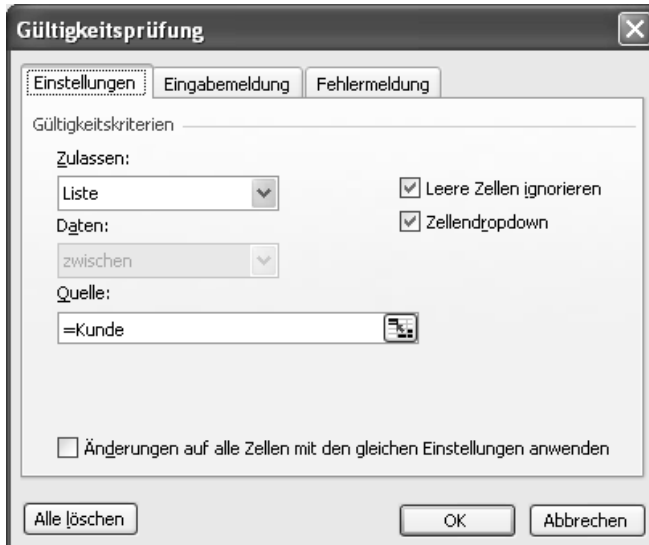 Gültigkeitsprüfung
Einstellungen Eingabemeldung Fehlermeldung
Gültigkeitskriterien
Zulassen:
Liste
Leere Zellen ignorieren
Daten:
Zellendropdown
zwischen
Quelle:
=Kunde
Änderungen auf alle Zellen mit den gleichen Einstellungen anwenden
Alle löschen OK Abbrechen